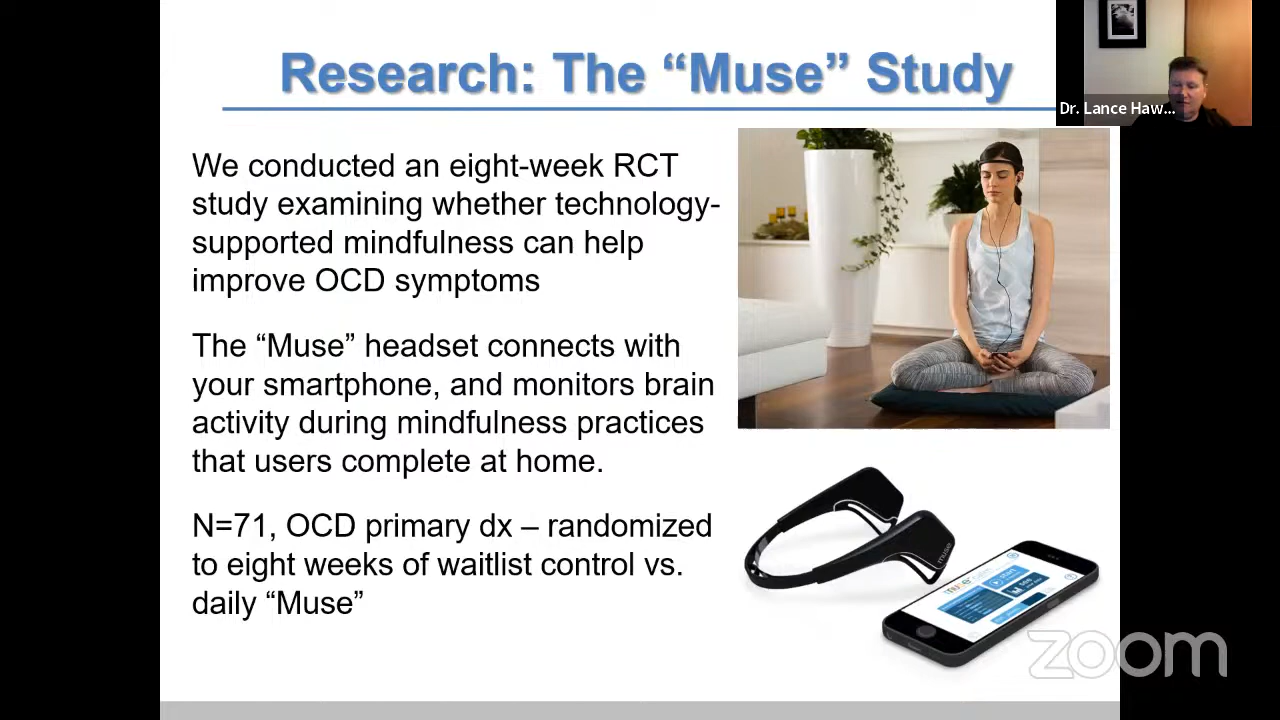 Research: The “Muse” Study
Dr. Lance Haw...
We conducted an eight-week RCT
study examining whether technology-
supported mindfulness can help
improve OCD symptoms
The “Muse” headset connects with
your smartphone, and monitors brain
activity during mindfulness practices
that users complete at home.
N=71, OCD primary dx – randomized
to eight weeks of waitlist control vs.
daily “Muse”
muse
zoom